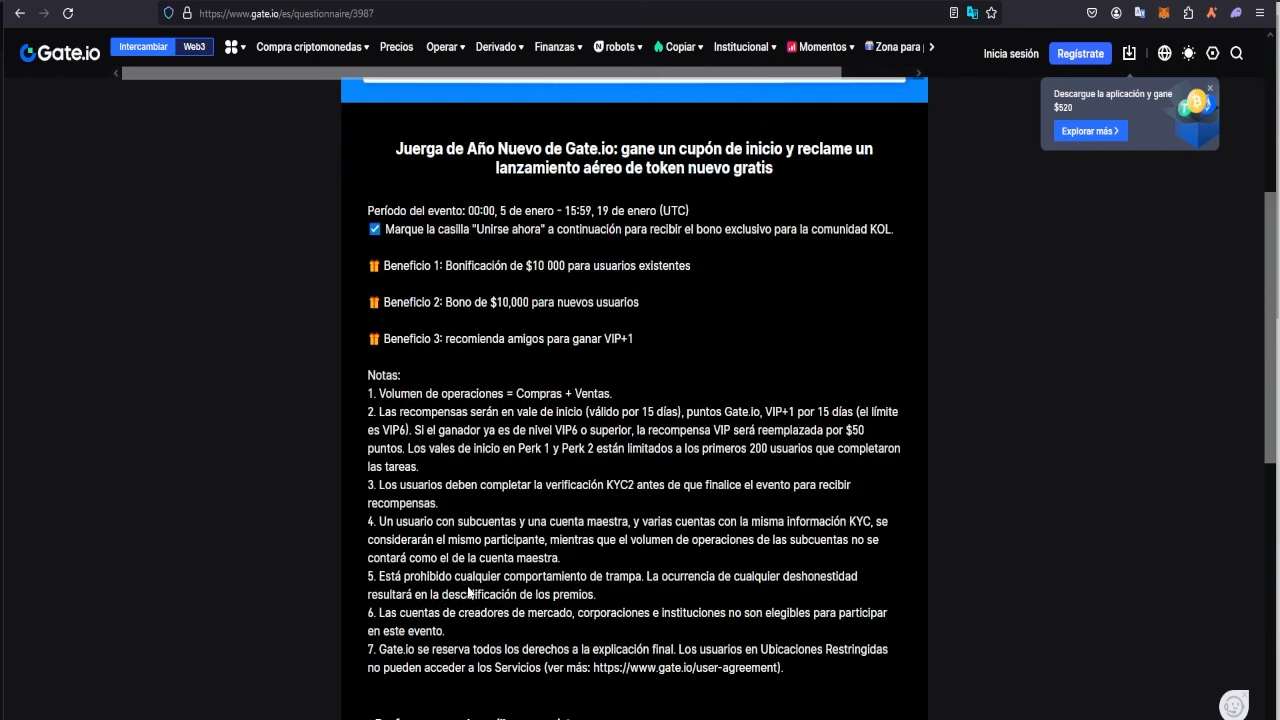 https://www.gate.io/es/questionnaire/3987
Gate.io
Intercambiar
Web3
Compra criptomonedas
Precios
Operar
Derivado
Finanzas
robots
Copiar
Institucional
Momentos
Zona para
Inicia sesión
Regístrate
Descargue la aplicación y gane
$520
Explorar más
Juerga de Año Nuevo de Gate.io: gane un cupón de inicio y reclame un
lanzamiento aéreo de token nuevo gratis
Período del evento: 00:00, 5 de enero - 15:59, 19 de enero (UTC)
Marque la casilla "Unirse ahora" a continuación para recibir el bono exclusivo para la comunidad KOL.
Beneficio 1: Bonificación de $10 000 para usuarios existentes
Beneficio 2: Bono de $10,000 para nuevos usuarios
Beneficio 3: recomienda amigos para ganar VIP+1
Notas:
1. Volumen de operaciones = Compras + Ventas.
2. Las recompensas serán en vale de inicio (válido por 15 días), puntos Gate.io, VIP+1 por 15 días (el límite
es VIP6). Si el ganador ya es de nivel VIP6 o superior, la recompensa VIP será reemplazada por $50
puntos. Los vales de inicio en Perk 1 y Perk 2 están limitados a los primeros 200 usuarios que completaron
las tareas.
3. Los usuarios deben completar la verificación KYC2 antes de que finalice el evento para recibir
recompensas.
4. Un usuario con subcuentas y una cuenta maestra, y varias cuentas con la misma información KYC, se
considerarán el mismo participante, mientras que el volumen de operaciones de las subcuentas no se
contará como el de la cuenta maestra.
5. Está prohibido cualquier comportamiento de trampa. La ocurrencia de cualquier deshonestidad
resultará en la descalificación de los premios.
6. Las cuentas de creadores de mercado, corporaciones e instituciones no son elegibles para participar
en este evento.
7. Gate.io se reserva todos los derechos a la explicación final. Los usuarios en Ubicaciones Restringidas
no pueden acceder a los Servicios (ver más: https://www.gate.io/user-agreement).